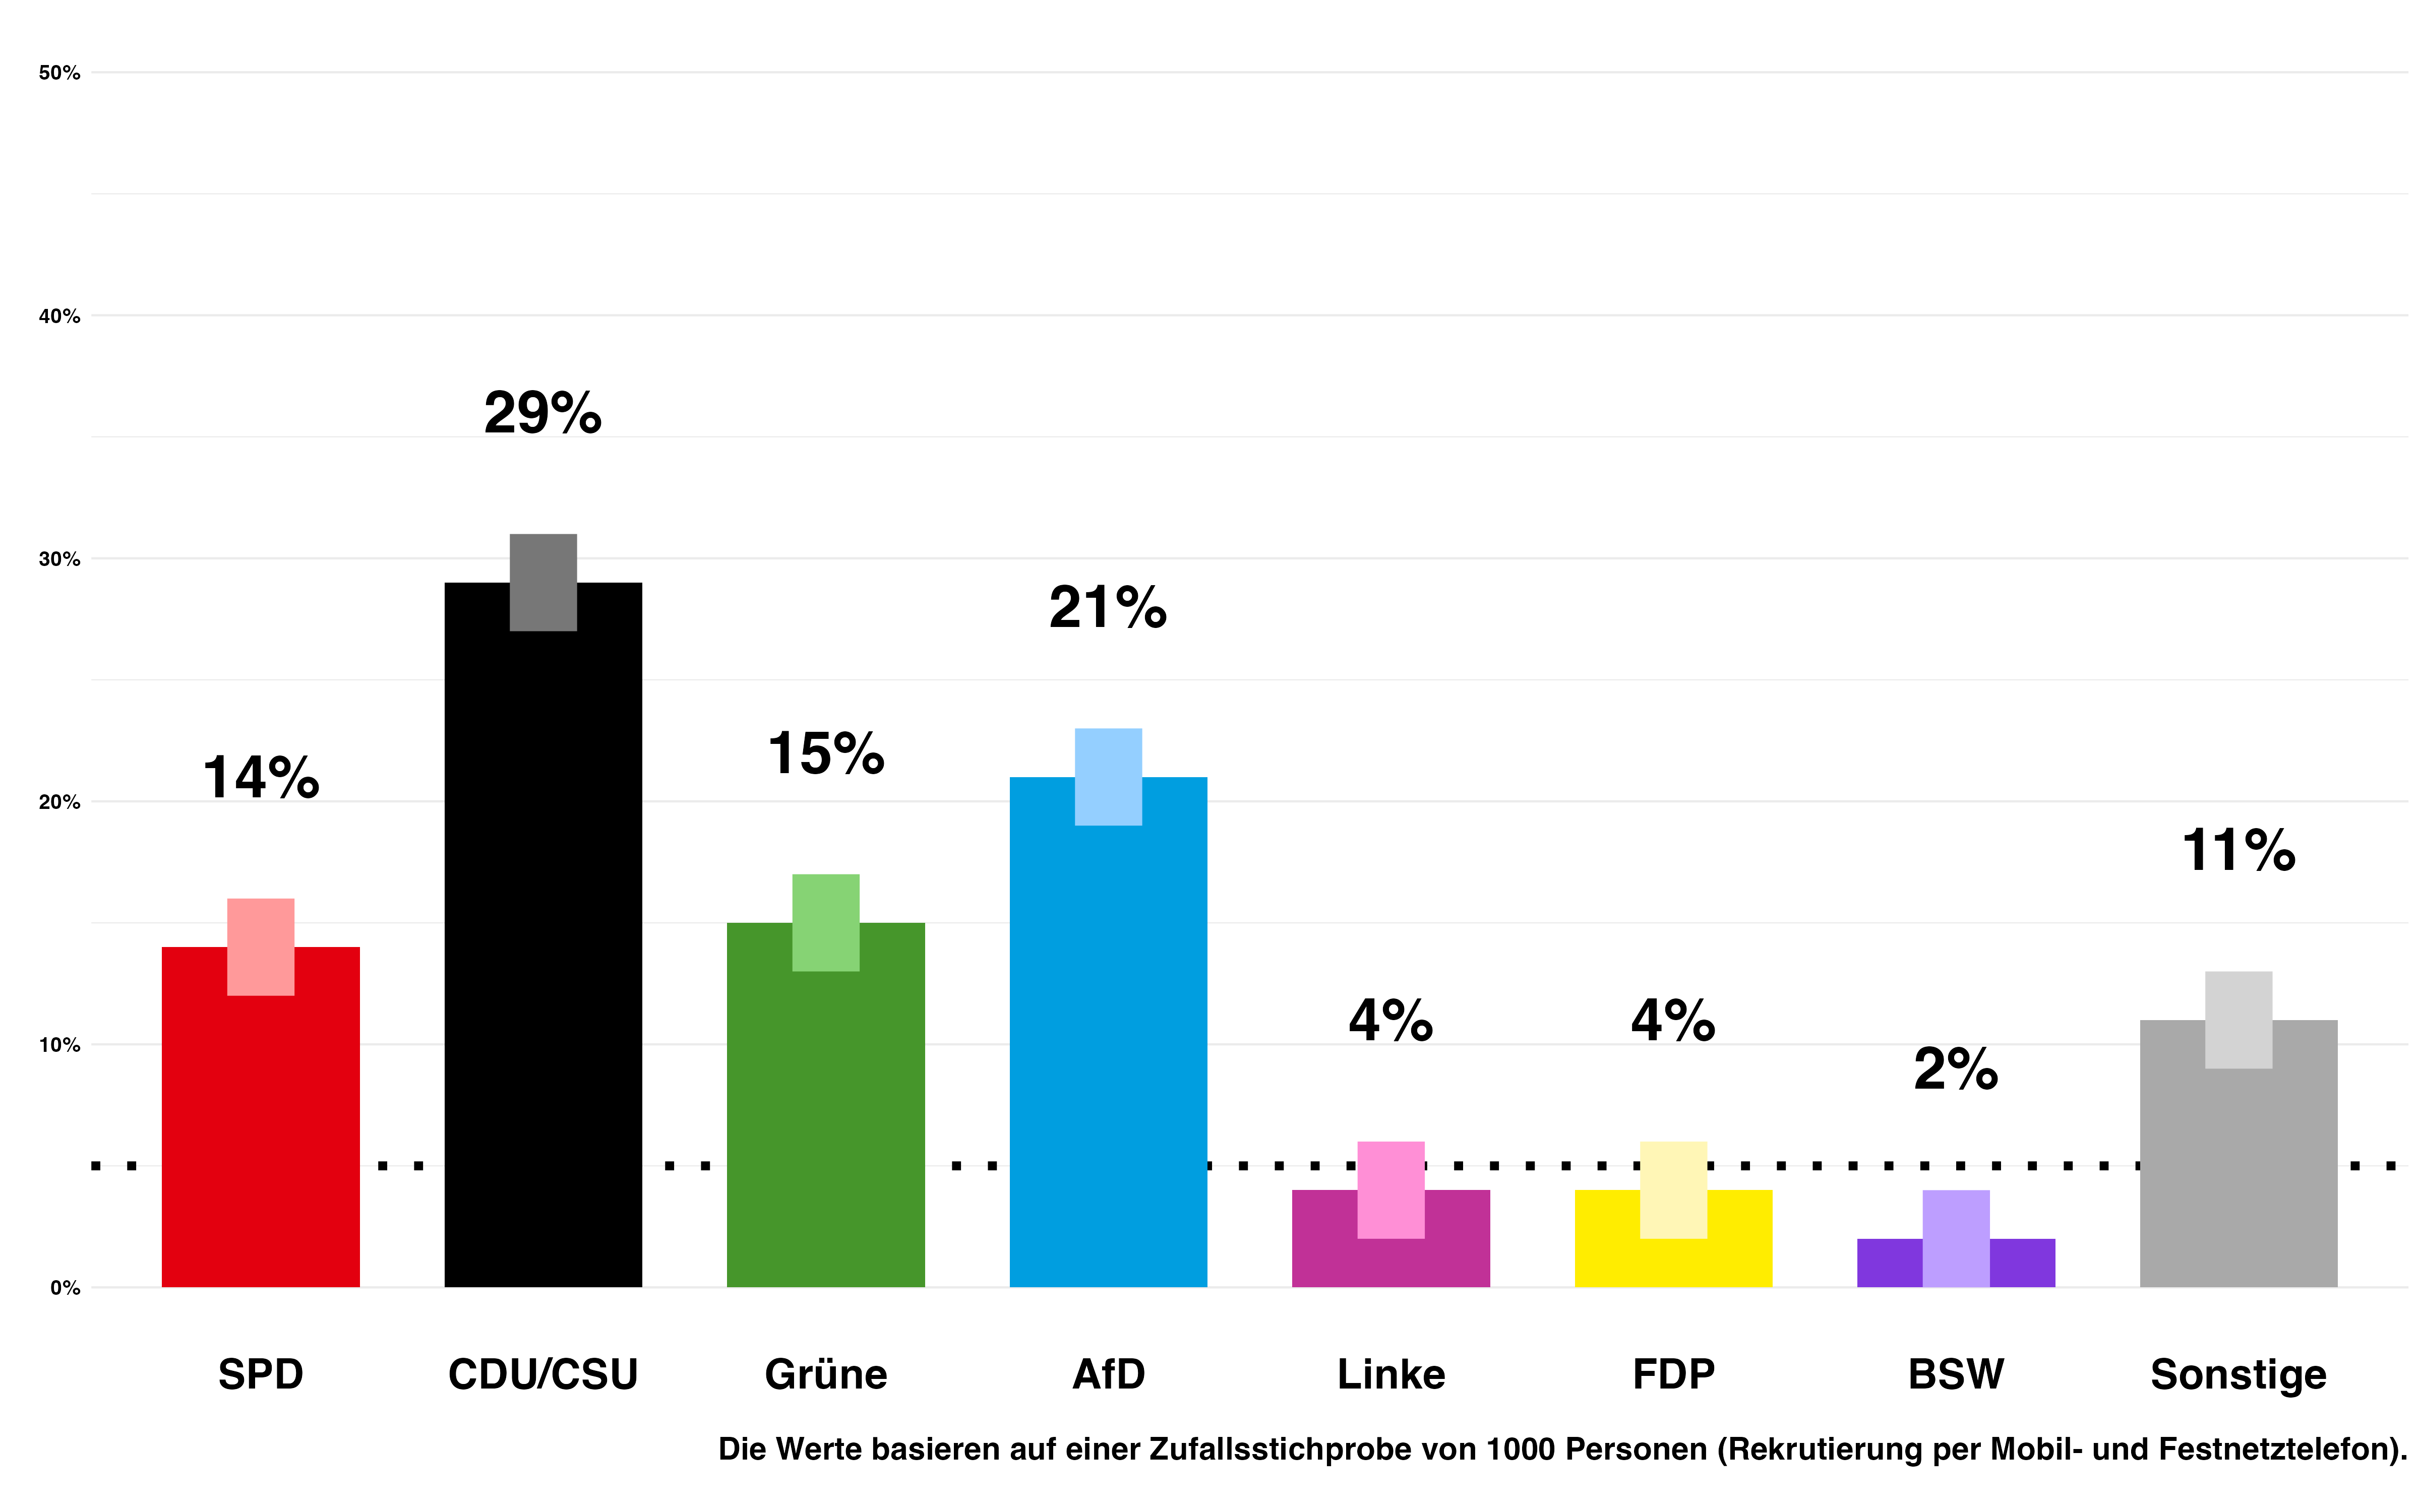 50%
40%
30%
20%
10%
0%
14%
29%
15%
21%
4%
4%
2%
11%
SPD
CDU/CSU
Grüne
AfD
Linke
FDP
BSW
Sonstige
Die Werte basieren auf einer Zufallsstichprobe von 1000 Personen (Rekrutierung per Mobil- und Festnetztelefon).